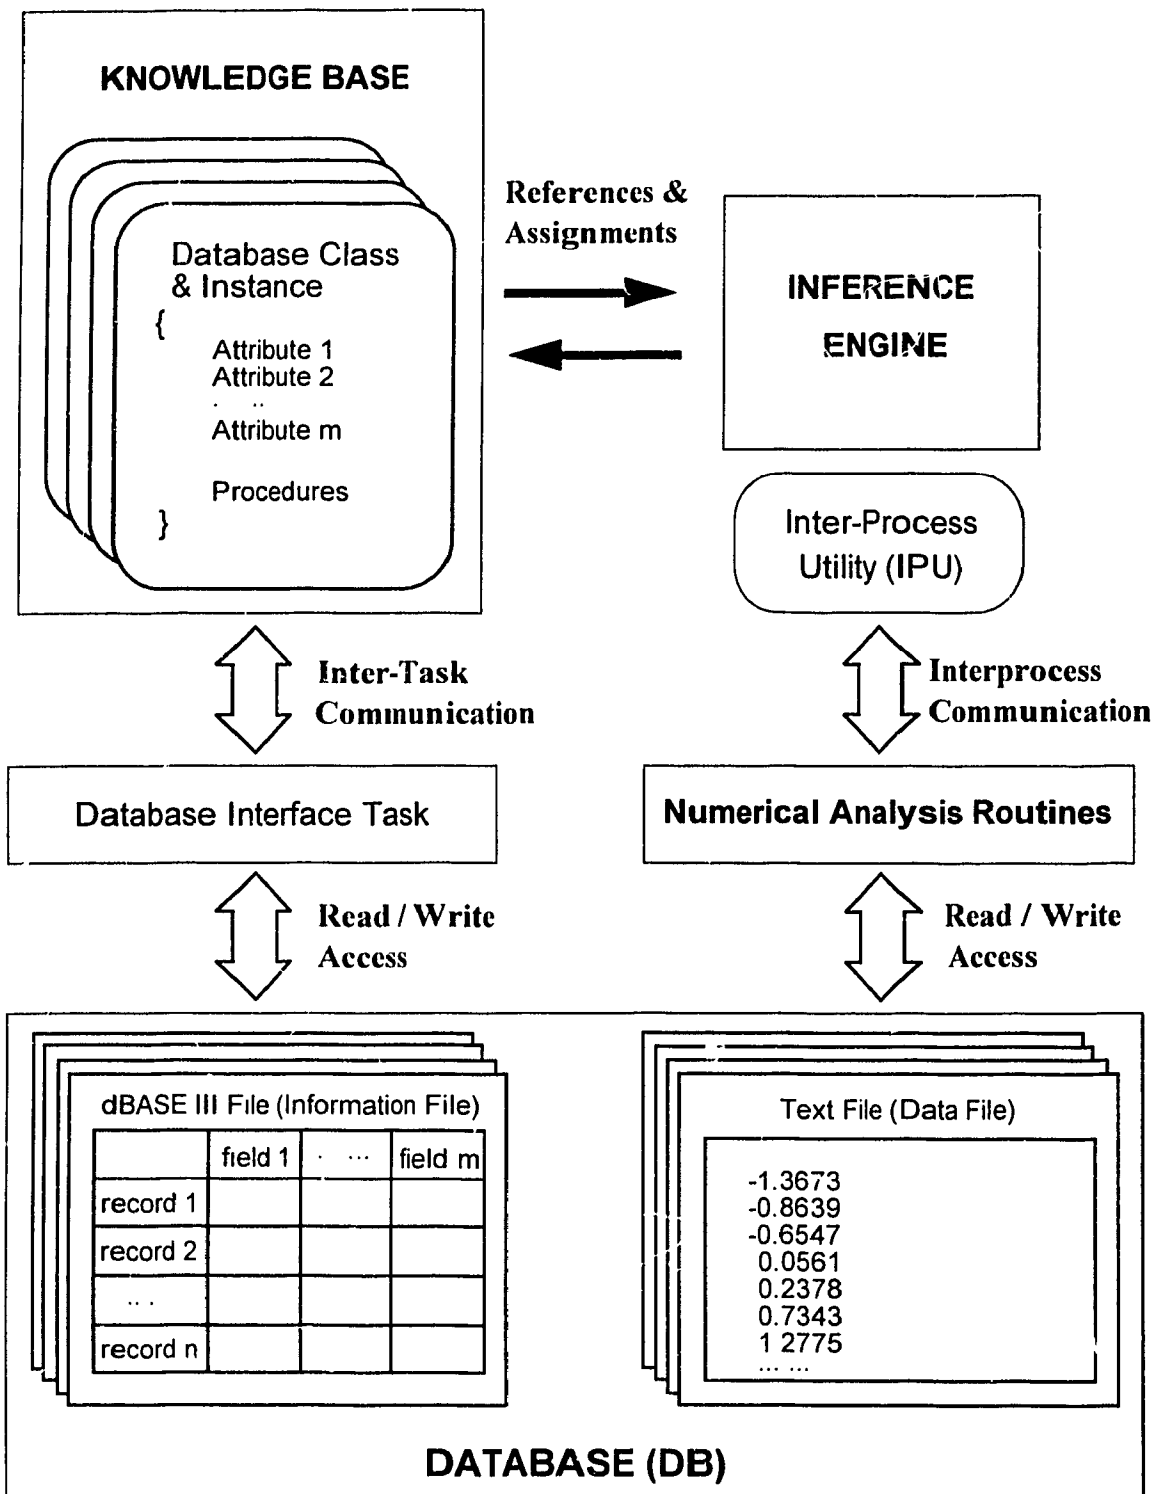 KNOWLEDGE BASE
Database Class
& Instance
{
Attribute 1
Attribute 2
. ..
Attribute m
Procedures
}
References &
Assignments
INFERENCE
ENGINE
Inter-Process
Utility (IPU)
Inter-Task
Communication
Interprocess
Communication
Database Interface Task
Numerical Analysis Routines
Read / Write
Access
Read / Write
Access
dBASE III File (Information File)
field 1 . ... field m
record 1
record 2
.. .
record n
Text File (Data File)
-1.3673
-0.8639
-0.6547
0.0561
0.2378
0.7343
1 2775
... ...
DATABASE (DB)